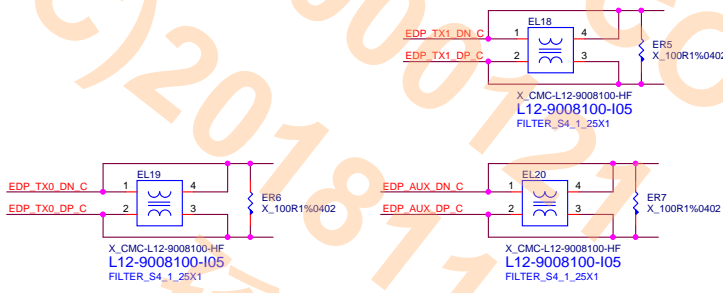 EL18
EDP_TX1_DN_C
1
4
EDP_TX1_DP_C
2
3
ER5
X_100R1%0402
X_CMC-L12-9008100-HF
L12-9008100-I05
FILTER_S4_1_25X1
EL19
EDP_TX0_DN_C
1
4
EDP_TX0_DP_C
2
3
ER6
X_100R1%0402
X_CMC-L12-9008100-HF
L12-9008100-I05
FILTER_S4_1_25X1
EL20
EDP_AUX_DN_C
1
4
EDP_AUX_DP_C
2
3
ER7
X_100R1%0402
X_CMC-L12-9008100-HF
L12-9008100-I05
FILTER_S4_1_25X1